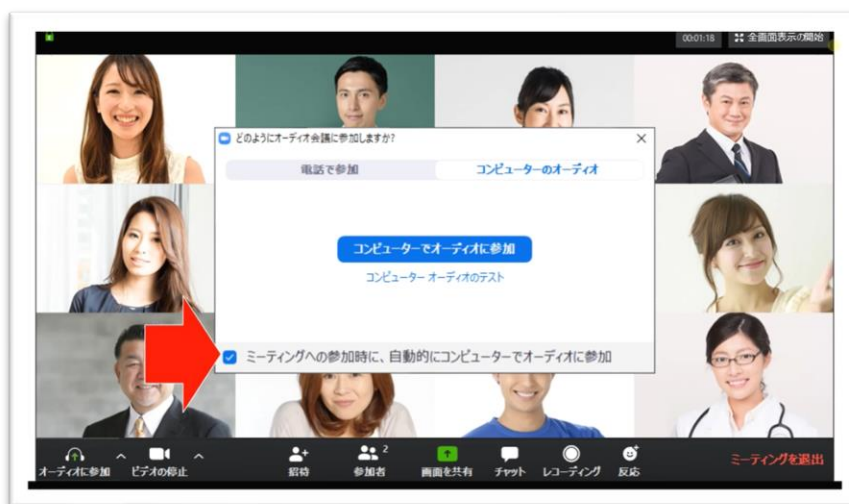 00:01:18 全画面表示の開始
どのようにオーディオ会議に参加しますか?
電話で参加 コンピューターのオーディオ
コンピューターでオーディオに参加
コンピューター オーディオのテスト
ミーティングへの参加時に、自動的にコンピューターでオーディオに参加
オーディオに参加 ビデオの停止 招待 参加者 2 画面を共有 チャット レコーディング 反応 ミーティングを退出